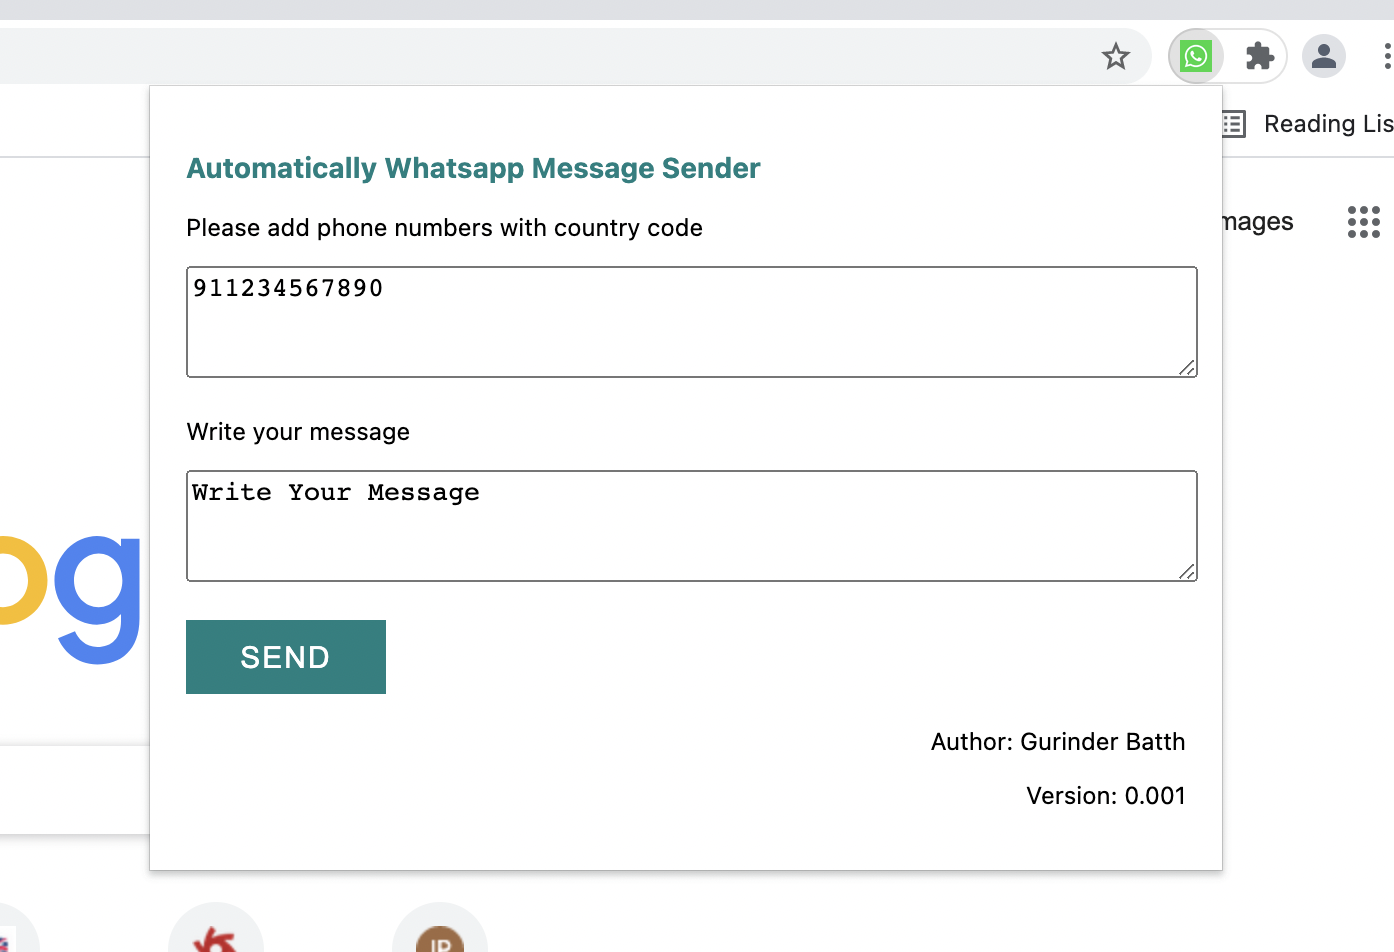 Reading Lis
mages
Automatically Whatsapp Message Sender
Please add phone numbers with country code
911234567890
Write your message
Write Your Message
SEND
Author: Gurinder Batth
Version: 0.001
og